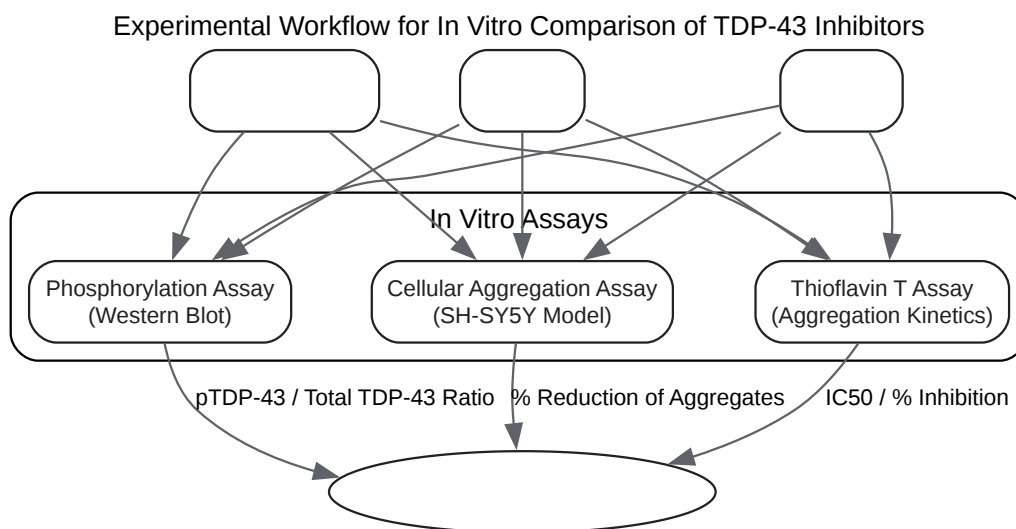 Experimental Workflow for In Vitro Comparison of TDP-43 Inhibitors
In Vitro Assays
Phosphorylation Assay
(Western Blot)
Cellular Aggregation Assay
(SH-SY5Y Model)
Thioflavin T Assay
(Aggregation Kinetics)
pTDP-43 / Total TDP-43 Ratio
% Reduction of Aggregates
IC50 / % Inhibition